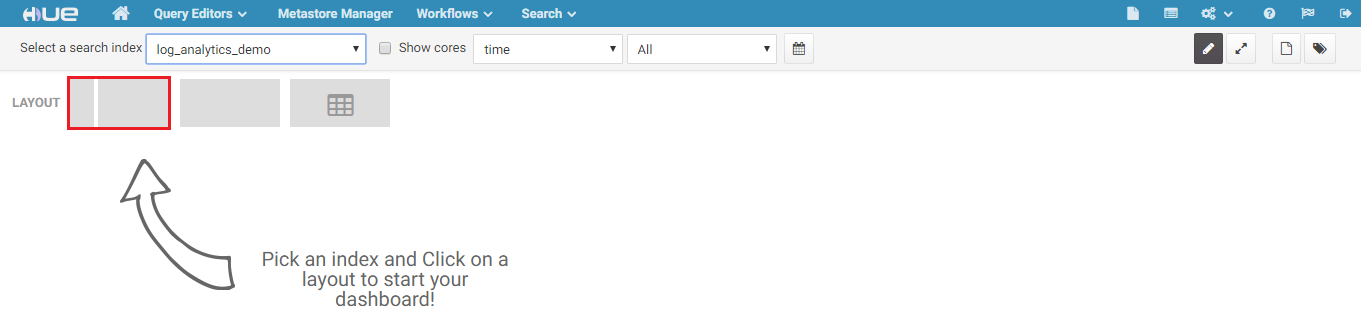 HUE Query Editors Metastore Manager Workflows Search
Select a search index log_analytics_demo Show cores time All
LAYOUT
Pick an index and Click on a
layout to start your
dashboard!